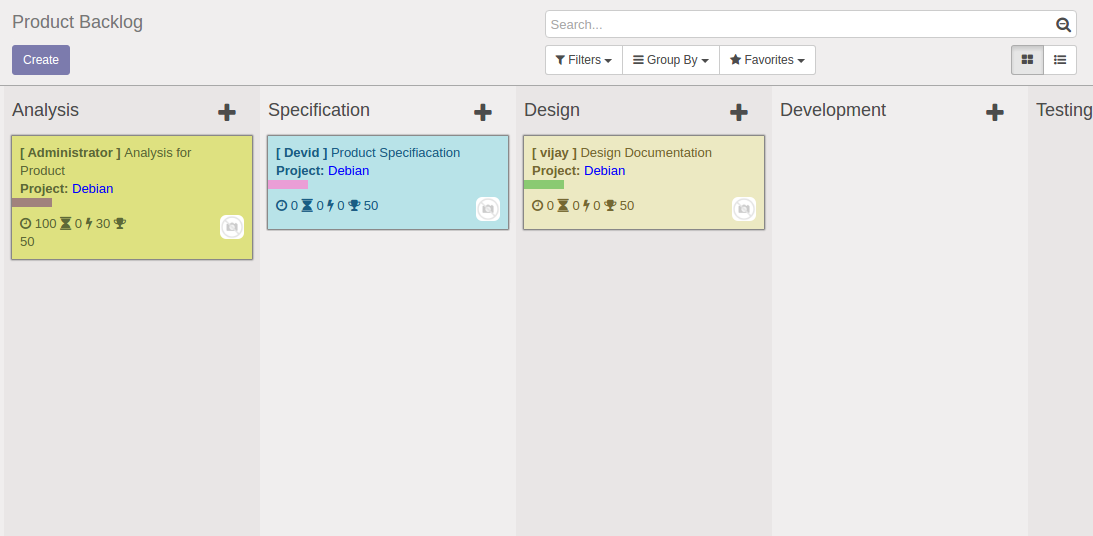 Product Backlog
Search...
Create
Filters
Group By
Favorites
Analysis
[ Administrator ] Analysis for
Product
Project: Debian
100 0 30
50
Specification
[ Devid ] Product Specifiacation
Project: Debian
0 0 0 50
Design
[ vijay ] Design Documentation
Project: Debian
0 0 0 50
Development
Testing